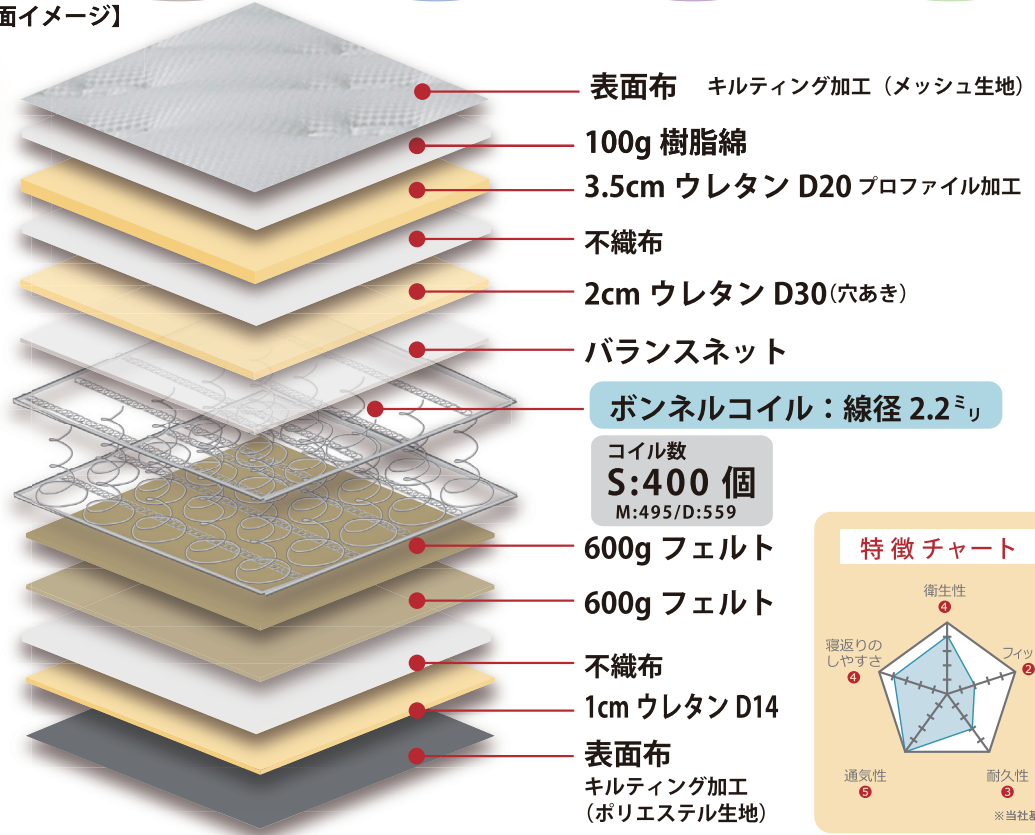 面イメージ】
表面布 キルティング加工（メッシュ生地）
100g 樹脂綿
3.5cm ウレタン D20 プロファイル加工
不織布
2cm ウレタン D30(穴あき)
バランスネット
ボンネルコイル：線径 2.2ミリ
コイル数
S:400 個
M:495/D:559
600g フェルト
600g フェルト
不織布
1cm ウレタン D14
表面布
キルティング加工
（ポリエステル生地）
特徴チャート
衛生性
4
フィッ
2
寝返りの
しやすさ
4
通気性
5
耐久性
3
※当社基